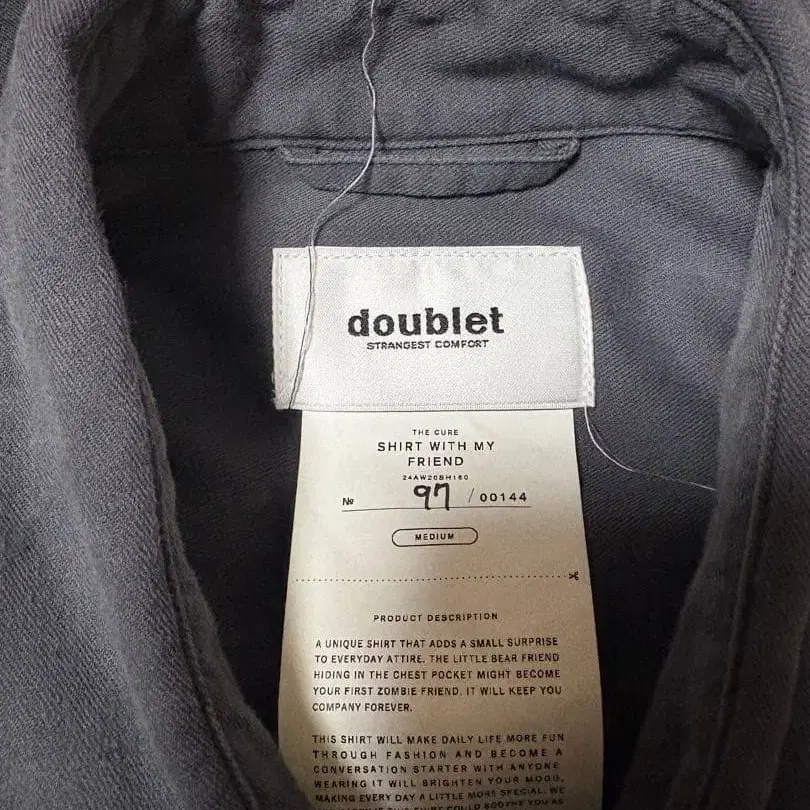 doublet
STRANGEST COMFORT
THE CURE
SHIRT WITH MY
FRIEND
24AW20SH160
№ 97 / 00144
MEDIUM
PRODUCT DESCRIPTION
A UNIQUE SHIRT THAT ADDS A SMALL SURPRISE
TO EVERYDAY ATTIRE. THE LITTLE BEAR FRIEND
HIDING IN THE CHEST POCKET MIGHT BECOME
YOUR FIRST ZOMBIE FRIEND. IT WILL KEEP YOU
COMPANY FOREVER.
THIS SHIRT WILL MAKE DAILY LIFE MORE FUN
THROUGH FASHION AND BECOME A
CONVERSATION STARTER WITH ANYONE.
WEARING IT WILL BRIGHTEN YOUR MOOD,
MAKING EVERY DAY A LITTLE MORE SPECIAL. WE